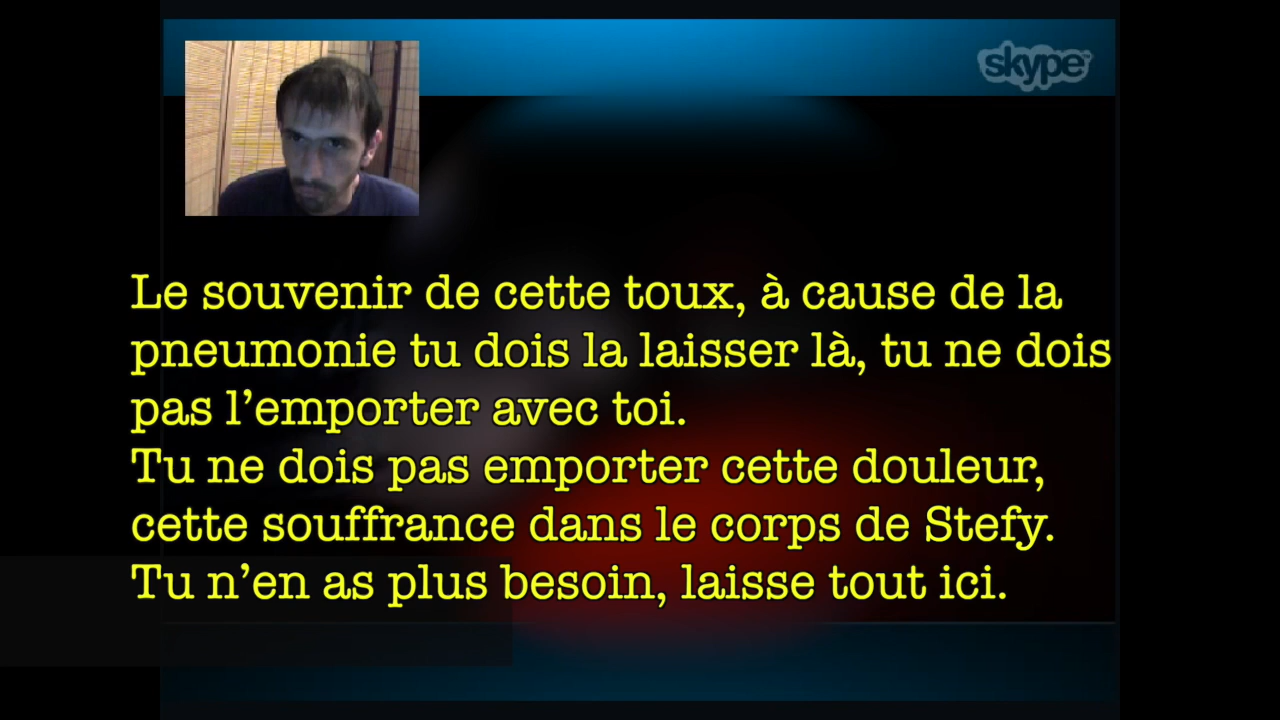 skype
Le souvenir de cette toux, à cause de la
pneumonie tu dois la laisser là, tu ne dois
pas l’emporter avec toi.
Tu ne dois pas emporter cette douleur,
cette souffrance dans le corps de Stefy.
Tu n’en as plus besoin, laisse tout ici.